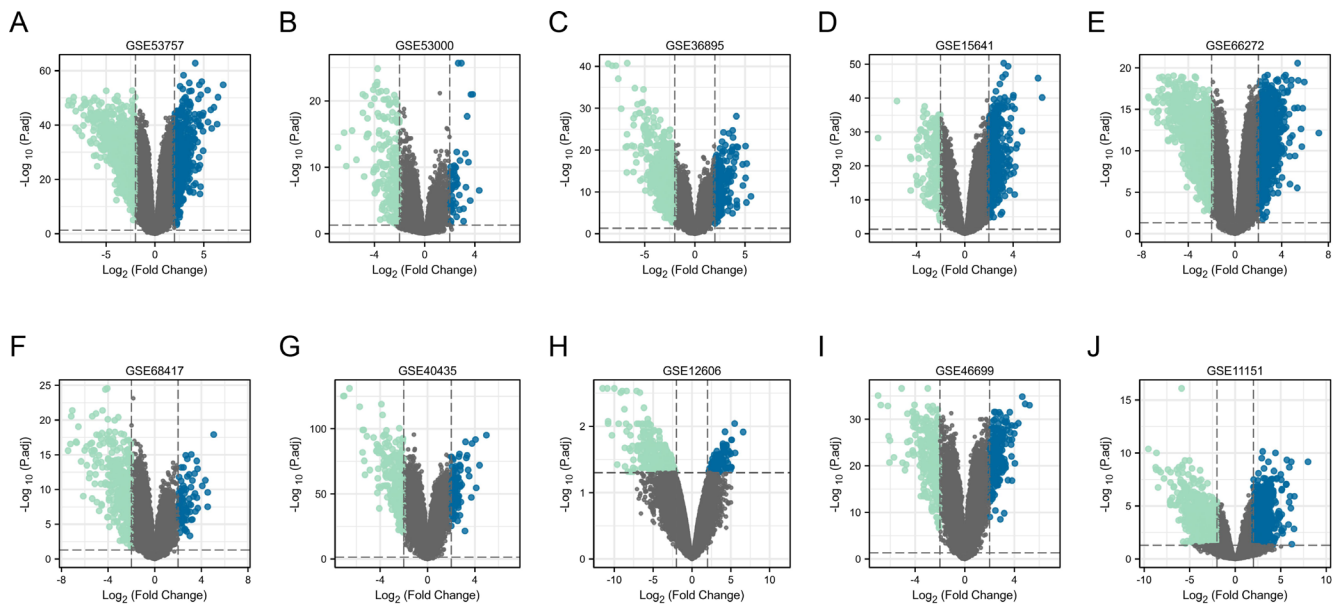 A
GSE53757
60
40
20
0
-Log10 (P.adj)
-5
0
5
Log2 (Fold Change)
B
GSE53000
20
10
0
-Log10 (P.adj)
-4
0
4
Log2 (Fold Change)
C
GSE36895
40
30
20
10
0
-Log10 (P.adj)
-5
0
5
Log2 (Fold Change)
D
GSE15641
50
40
30
20
10
0
-Log10 (P.adj)
-4
0
4
Log2 (Fold Change)
E
GSE66272
20
15
10
5
0
-Log10 (P.adj)
-8
-4
0
4
8
Log2 (Fold Change)
F
GSE68417
25
20
15
10
5
0
-Log10 (P.adj)
-8
-4
0
4
8
Log2 (Fold Change)
G
GSE40435
100
50
0
-Log10 (P.adj)
-4
0
4
Log2 (Fold Change)
H
GSE12606
2
1
0
-Log10 (P.adj)
-10
-5
0
5
10
Log2 (Fold Change)
I
GSE46699
30
20
10
0
-Log10 (P.adj)
-4
0
4
Log2 (Fold Change)
J
GSE11151
15
10
5
0
-Log10 (P.adj)
-10
-5
0
5
10
Log2 (Fold Change)